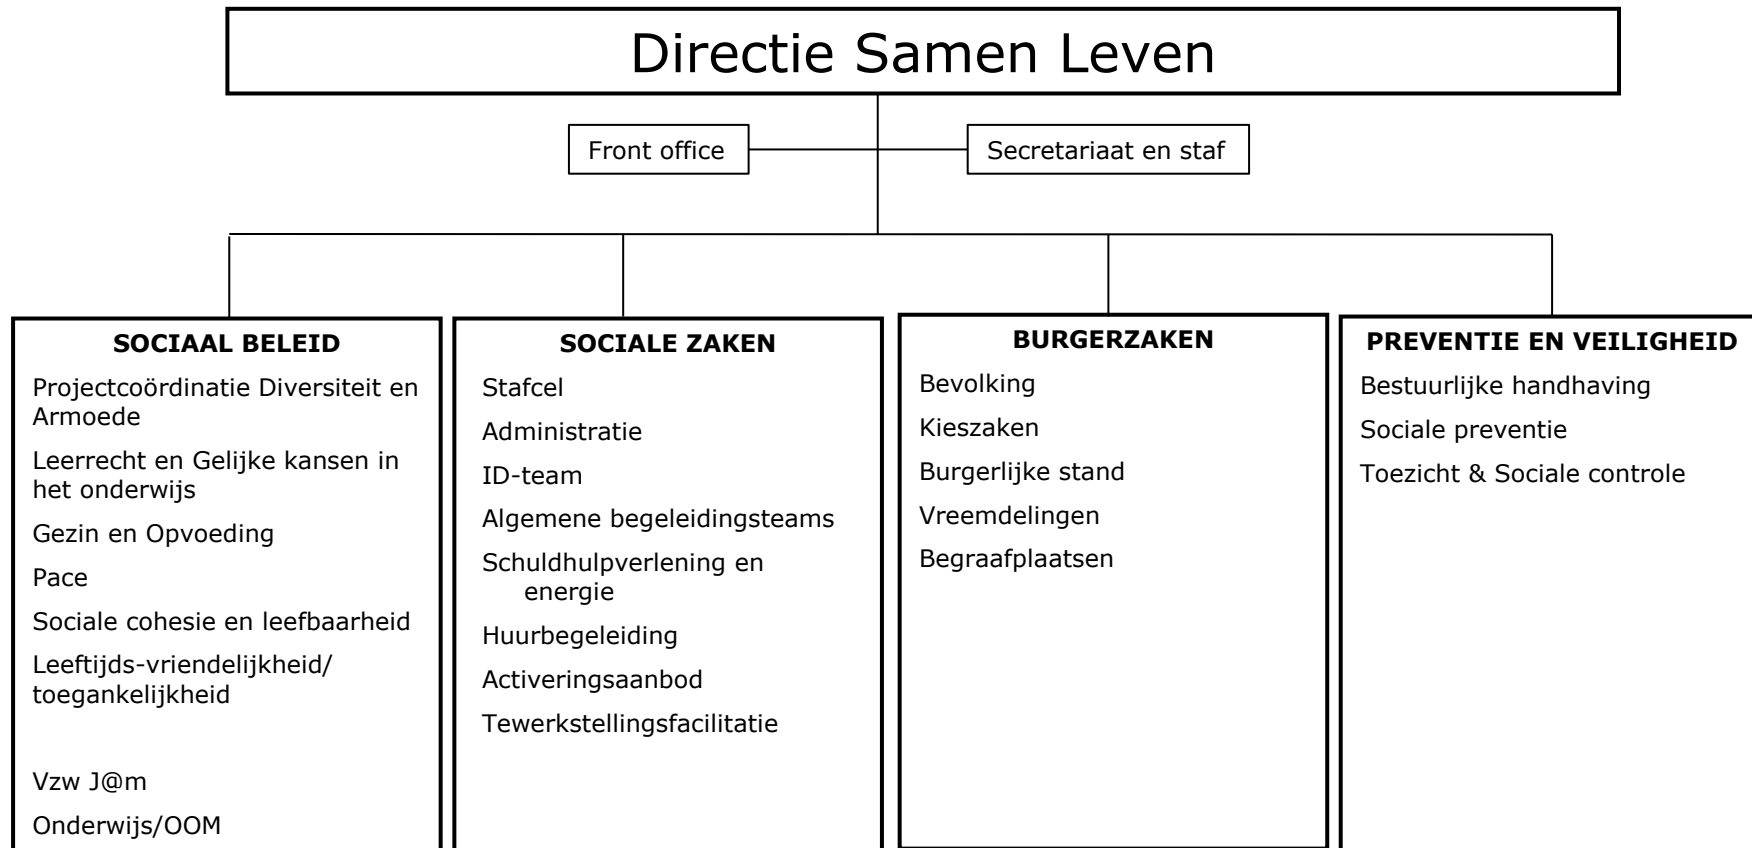 Directie Samen Leven
Front office
Secretariaat en staf
SOCIAAL BELEID
Projectcoördinatie Diversiteit en
Armoede
Leerrecht en Gelijke kansen in
het onderwijs
Gezin en Opvoeding
Pace
Sociale cohesie en leefbaarheid
Leeftijds-vriendelijkheid/
toegankelijkheid
Vzw J@m
Onderwijs/OOM
SOCIALE ZAKEN
Stafcel
Administratie
ID-team
Algemene begeleidingsteams
Schuldhulpverlening en
energie
Huurbegeleiding
Activeringsaanbod
Tewerkstellingsfacilitatie
BURGERZAKEN
Bevolking
Kieszaken
Burgerlijke stand
Vreemdelingen
Begraafplaatsen
PREVENTIE EN VEILIGHEID
Bestuurlijke handhaving
Sociale preventie
Toezicht & Sociale controle